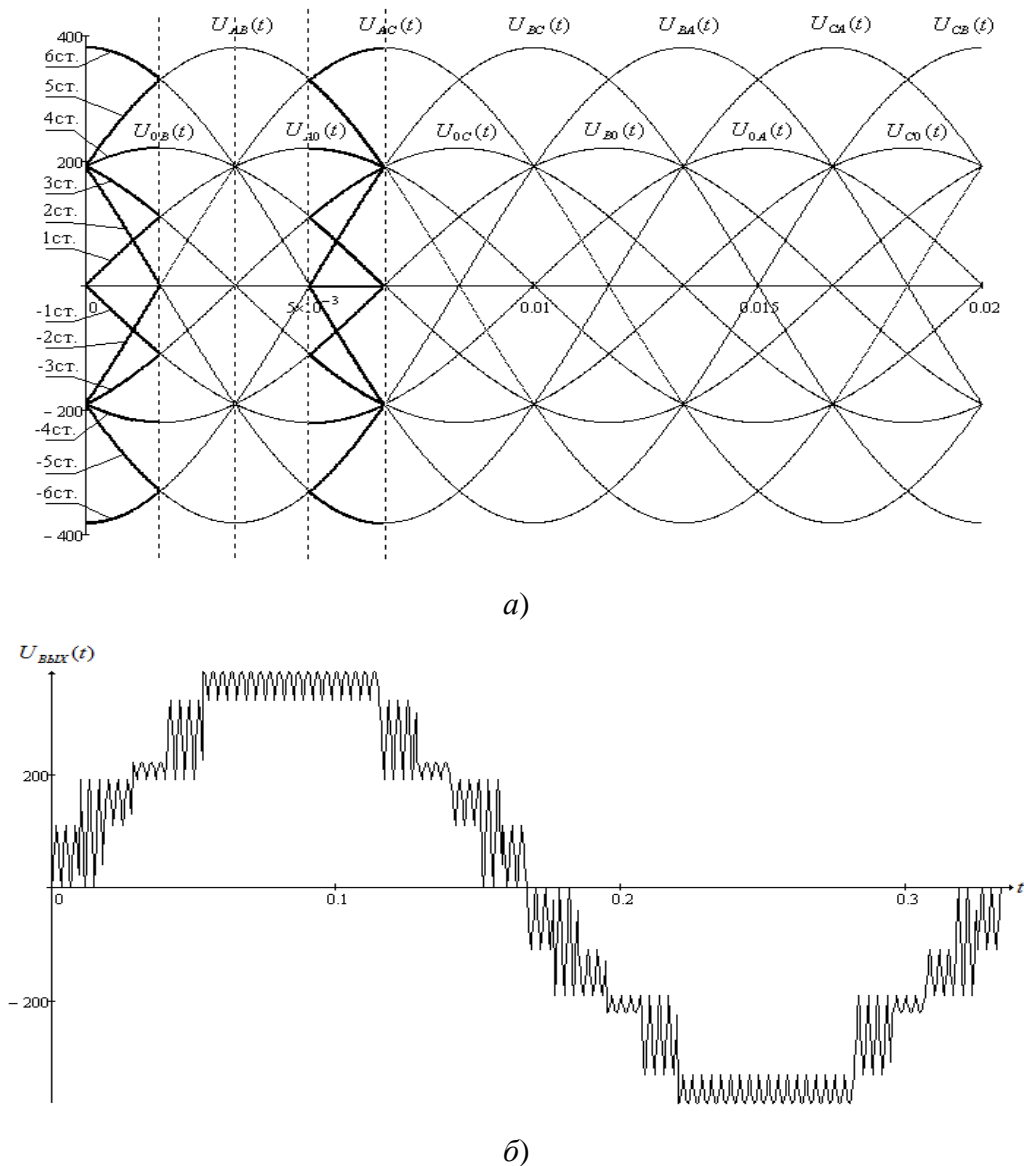 U_AB(t) U_AC(t) U_BC(t) U_BA(t) U_CA(t) U_CB(t)
400
6ст.
5ст.
4ст.
U_0B(t) U_A0(t) U_0C(t) U_B0(t) U_0A(t) U_C0(t)
200
3ст.
2ст.
1ст.
0 5×10⁻³ 0.01 0.015 0.02
-1ст.
-2ст.
-3ст.
- 200
-4ст.
-5ст.
-6ст.
- 400
а)
U_ВЫХ(t)
200
0 0.1 0.2 0.3 t
- 200
б)